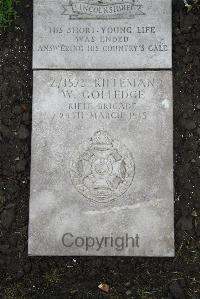 LINCOLNSHIRE
HIS SHORT YOUNG LIFE
WAS ENDED
ANSWERING HIS COUNTRY'S CALL
RIFLEMAN
W. GOLLEDGE
RIFLE BRIGADE
MARCH 1915
Copyright